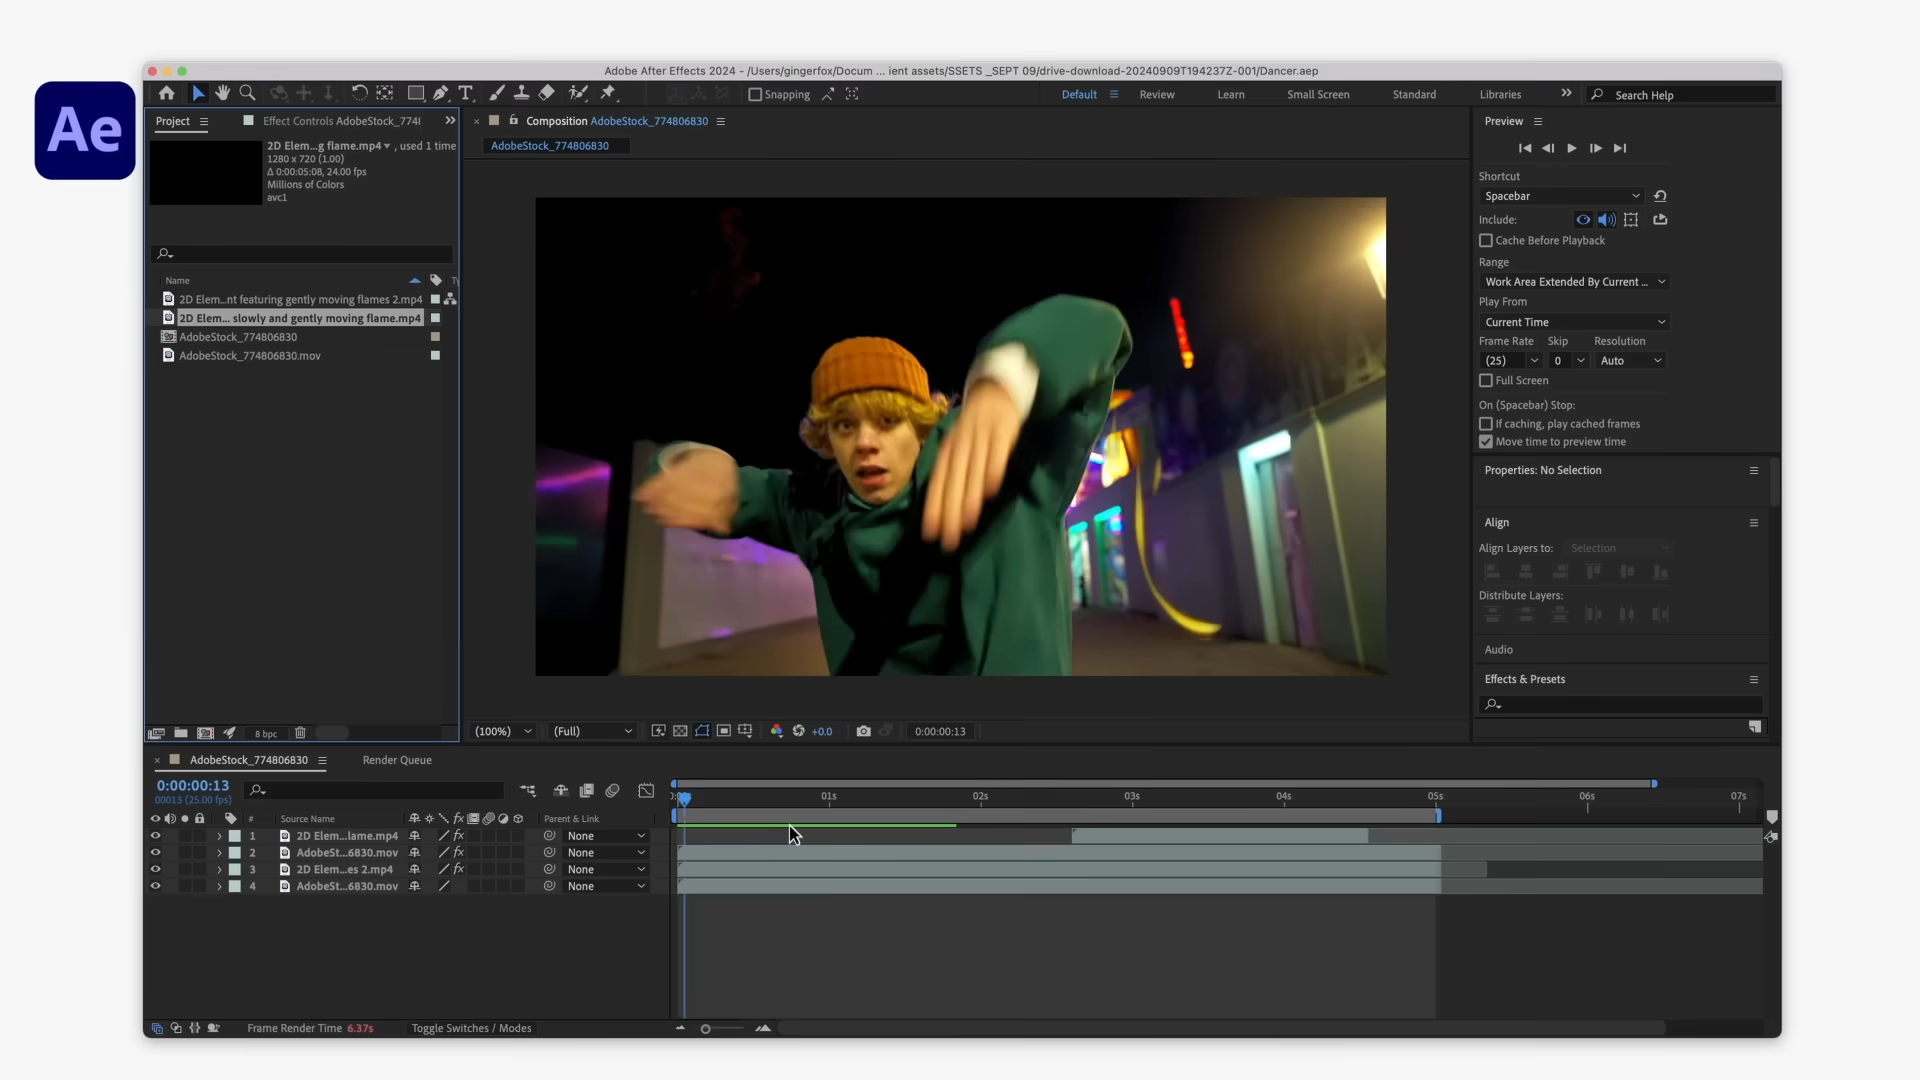 Adobe After Effects 2024 - /Users/gingerfox/Docum ... ient assets/SSETS _SEPT 09/drive-download-20240909T194237Z-001/Dancer.aep
Ae
Snapping
Default
Review
Learn
Small Screen
Standard
Libraries
Search Help
Project
Effect Controls AdobeStock_774
2D Elem...g flame.mp4 , used 1 time
1280 x 720 (1.00)
Δ 0:00:05:08, 24.00 fps
Millions of Colors
avc1
Name
Ty
2D Elem...nt featuring gently moving flames 2.mp4
2D Elem... slowly and gently moving flame.mp4
AdobeStock_774806830
AdobeStock_774806830.mov
8 bpc
Composition AdobeStock_774806830
AdobeStock_774806830
(100%)
(Full)
+0.0
0:00:00:13
Preview
Shortcut
Spacebar
Include:
Cache Before Playback
Range
Work Area Extended By Current ...
Play From
Current Time
Frame Rate Skip Resolution
(25) 0 Auto
Full Screen
On (Spacebar) Stop:
If caching, play cached frames
Move time to preview time
Properties: No Selection
Align
Align Layers to: Selection
Distribute Layers:
Audio
Effects & Presets
AdobeStock_774806830
Render Queue
0:00:00:13
00013 (25.00 fps)
01s 02s 03s 04s 05s 06s 07s
# Source Name fx Parent & Link
1 2D Elem...lame.mp4 fx None
2 AdobeSt...6830.mov fx None
3 2D Elem...es 2.mp4 fx None
4 AdobeSt...6830.mov None
Frame Render Time 6.37s
Toggle Switches / Modes